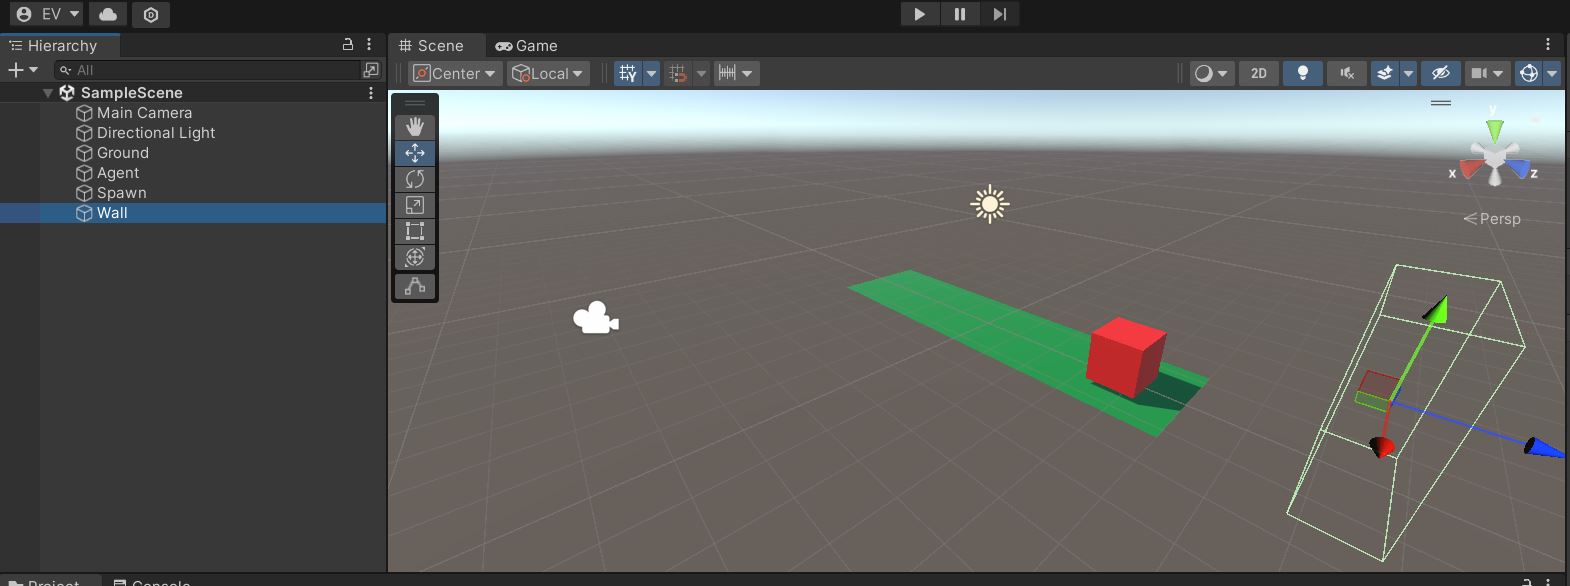 EV
Hierarchy
Scene
Game
All
Center
Local
2D
SampleScene
Main Camera
Directional Light
Ground
Agent
Spawn
Wall
y
x
z
Persp
Project
Console